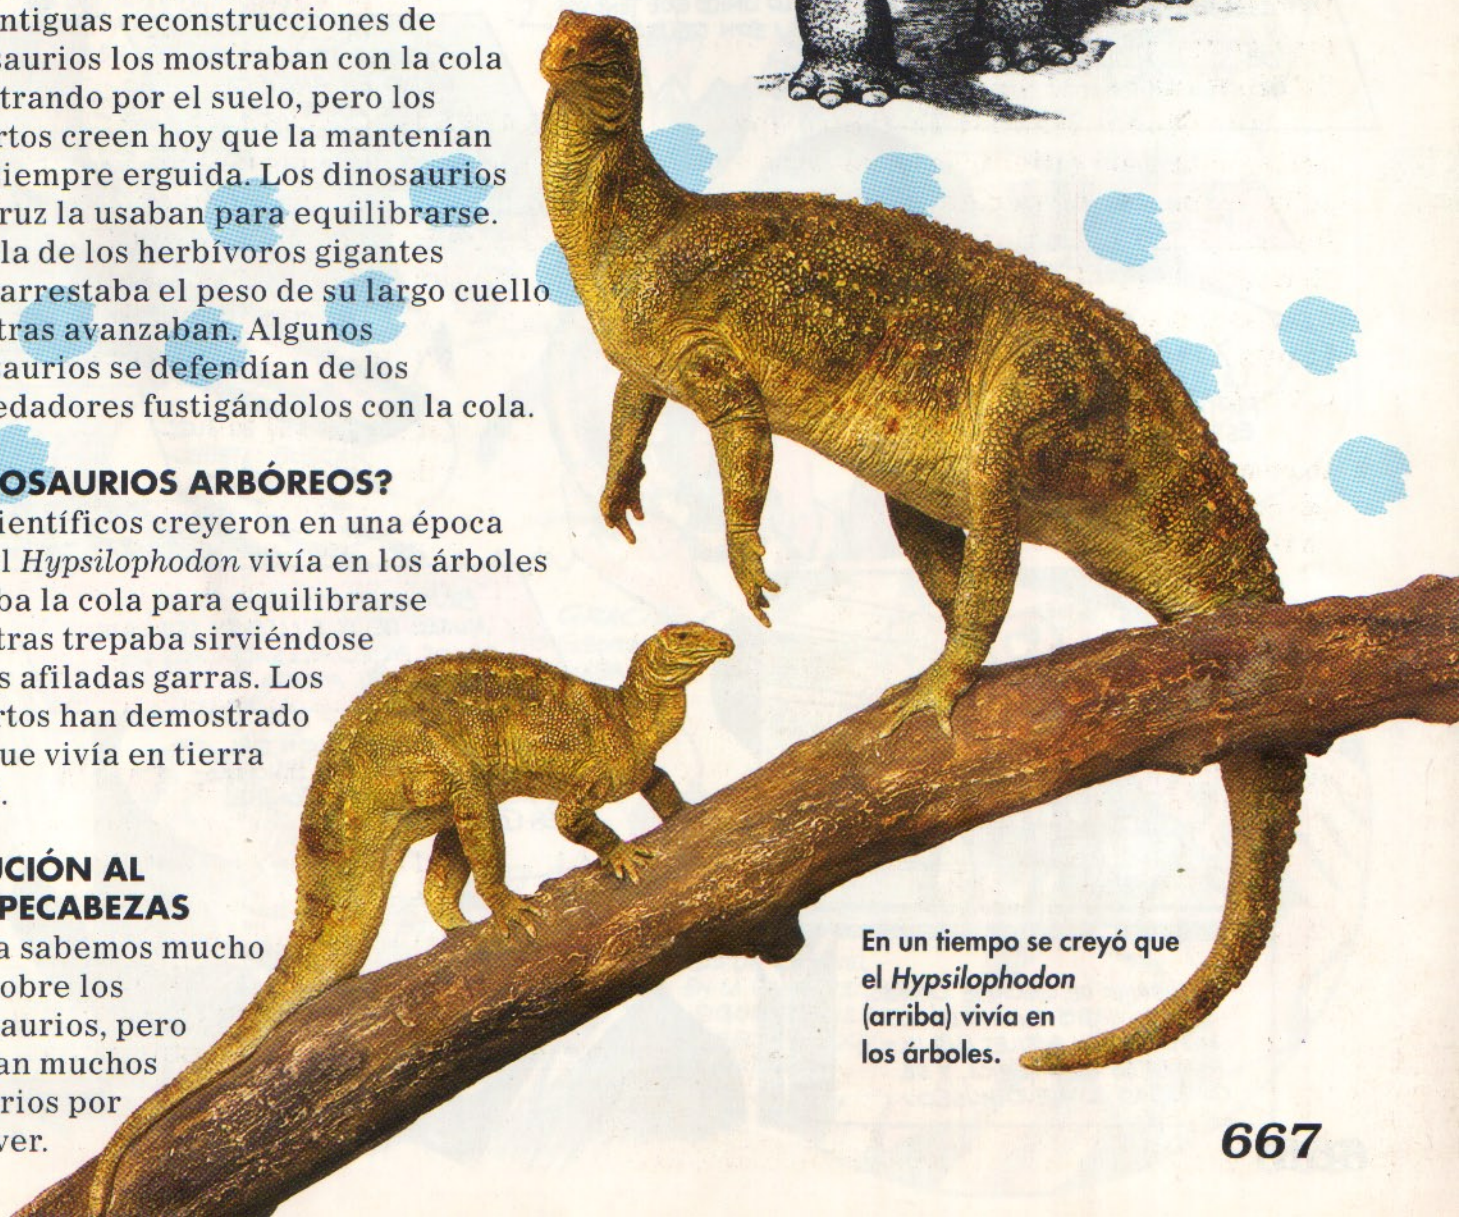 ntiguas reconstrucciones de
saurios los mostraban con la cola
trando por el suelo, pero los
rtos creen hoy que la mantenían
iempre erguida. Los dinosaurios
ruz la usaban para equilibrarse.
la de los herbívoros gigantes
arrestaba el peso de su largo cuello
tras avanzaban. Algunos
aurios se defendían de los
edadores fustigándolos con la cola.
OSAURIOS ARBÓREOS?
ientíficos creyeron en una época
l Hypsilophodon vivía en los árboles
ba la cola para equilibrarse
tras trepaba sirviéndose
s afiladas garras. Los
rtos han demostrado
ue vivía en tierra
.
UCIÓN AL
PECABEZAS
a sabemos mucho
obre los
aurios, pero
an muchos
rios por
ver.
En un tiempo se creyó que
el Hypsilophodon
(arriba) vivía en
los árboles.
667